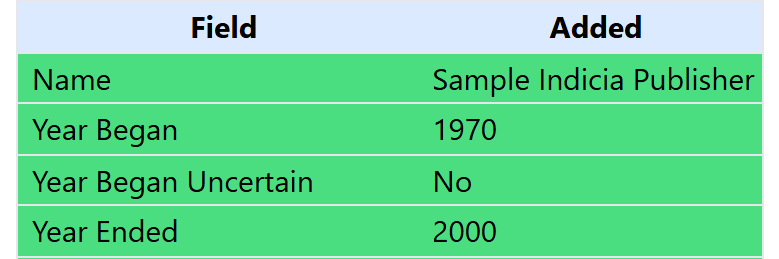 Field Added
Name Sample Indicia Publisher
Year Began 1970
Year Began Uncertain No
Year Ended 2000